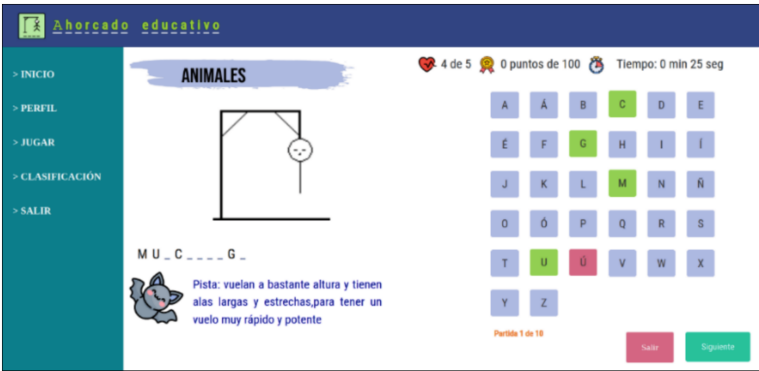 Ahorcado educativo
> INICIO
> PERFIL
> JUGAR
> CLASIFICACIÓN
> SALIR
ANIMALES
4 de 5 0 puntos de 100 Tiempo: 0 min 25 seg
M U _ C _ _ _ _ G _
Pista: vuelan a bastante altura y tienen
alas largas y estrechas,para tener un
vuelo muy rápido y potente
A Á B C D E
É F G H I Í
J K L M N Ñ
O Ó P Q R S
T U Ú V W X
Y Z
Partida 1 de 10
Salir Siguiente